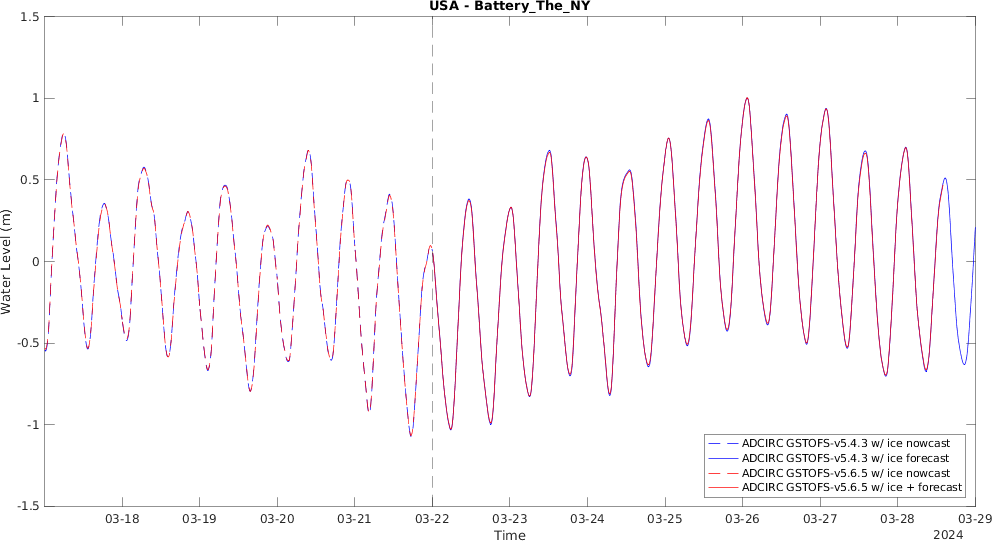 USA - Battery_The_NY
1.5
1
0.5
0
-0.5
-1
-1.5
Water Level (m)
03-18
03-19
03-20
03-21
03-22
03-23
03-24
03-25
03-26
03-27
03-28
03-29
Time
2024
ADCIRC GSTOFS-v5.4.3 w/ ice nowcast
ADCIRC GSTOFS-v5.4.3 w/ ice forecast
ADCIRC GSTOFS-v5.6.5 w/ ice nowcast
ADCIRC GSTOFS-v5.6.5 w/ ice + forecast